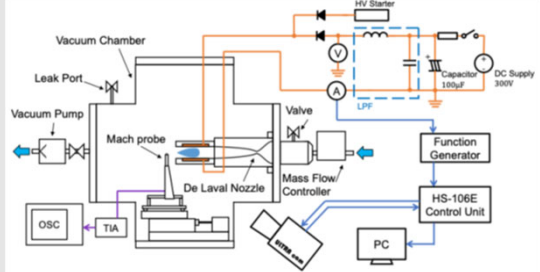 HV Starter
Vacuum Chamber
Leak Port
V
Capacitor
100μF
DC Supply
300V
Vacuum Pump
A
LPF
Mach probe
Valve
Function
Generator
De Laval Nozzle
Mass Flow
Controller
HS-106E
Control Unit
OSC
TIA
PC